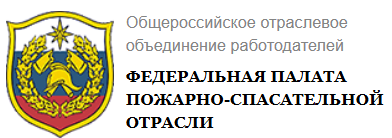 Общероссийское отраслевое
объединение работодателей
ФЕДЕРАЛЬНАЯ ПАЛАТА
ПОЖАРНО-СПАСАТЕЛЬНОЙ
ОТРАСЛИ